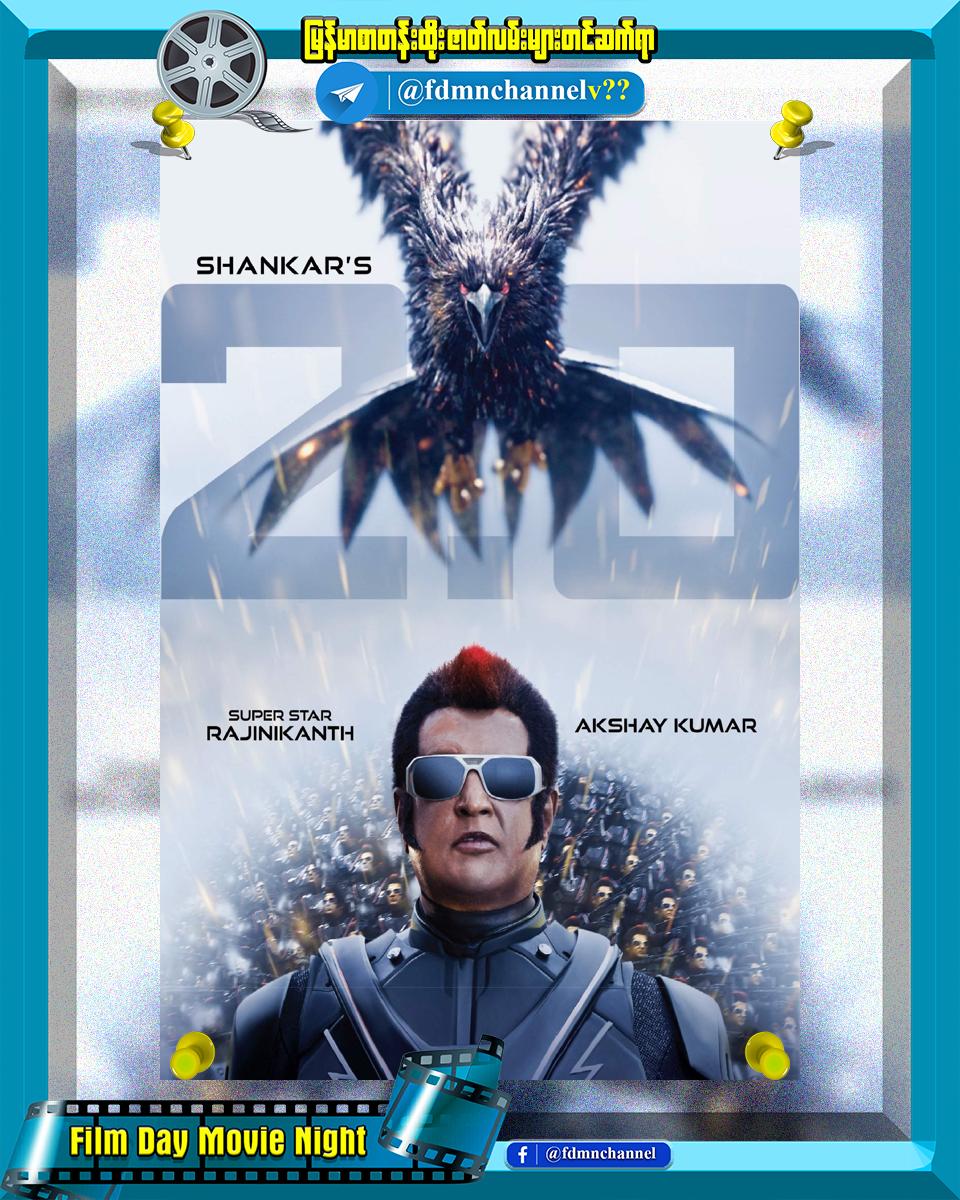 မြန်မာစာတန်းထိုးဇာတ်လမ်းများတင်ဆက်ရာ
@fdmnchannelv??
SHANKAR'S
2.0
SUPER STAR
RAJINIKANTH
AKSHAY KUMAR
Film Day Movie Night
@fdmnchannel